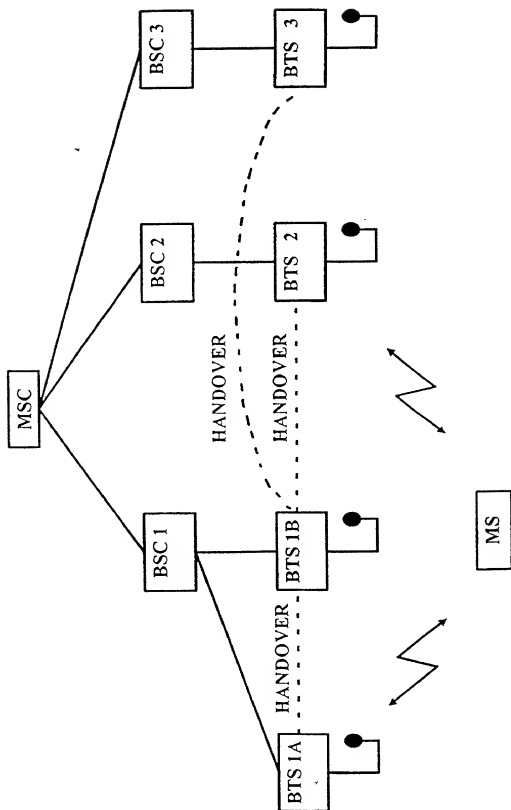 MSC
BSC 1
BSC 2
BSC 3
HANDOVER
HANDOVER
HANDOVER
BTS 1A
BTS 1B
BTS 2
BTS 3
MS